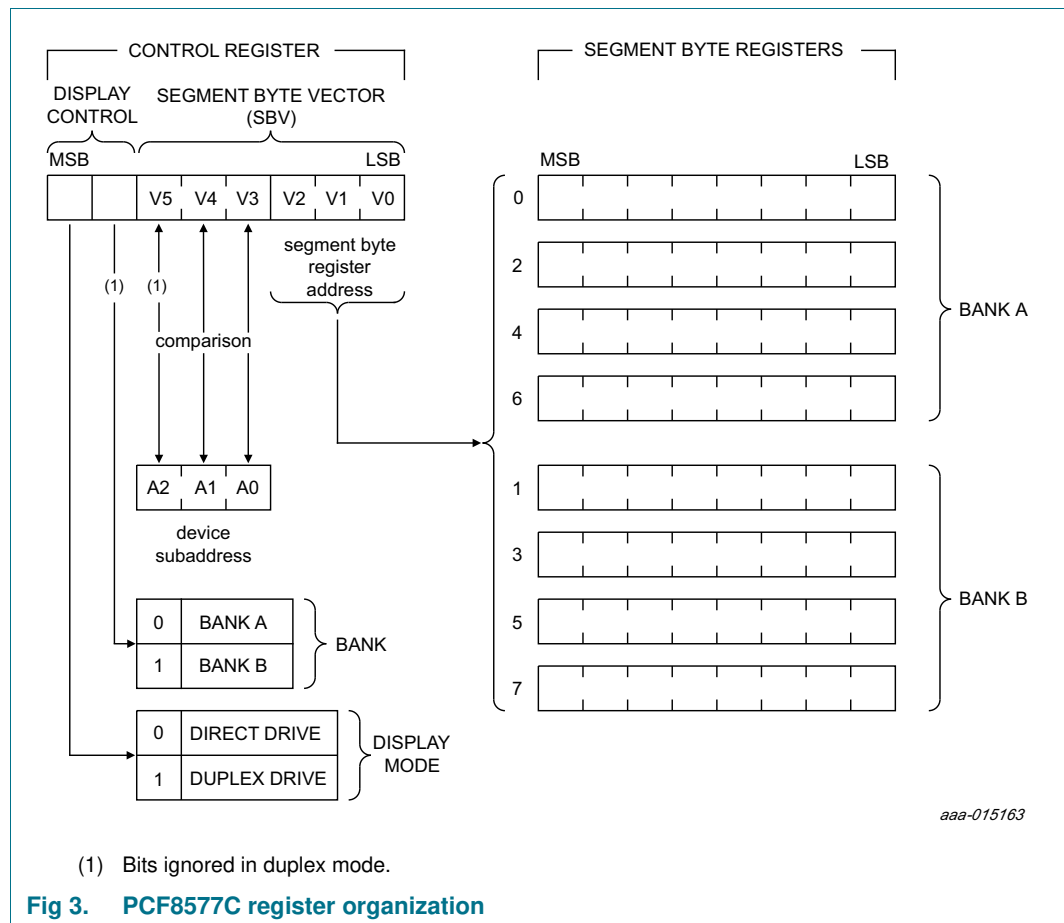 CONTROL REGISTER
DISPLAY CONTROL
SEGMENT BYTE VECTOR
(SBV)
MSB LSB
V5 V4 V3 V2 V1 V0
(1) (1)
comparison
segment byte
register
address
A2 A1 A0
device
subaddress
0 BANK A
1 BANK B
BANK
0 DIRECT DRIVE
1 DUPLEX DRIVE
DISPLAY
MODE
SEGMENT BYTE REGISTERS
MSB LSB
0
2
4
6
BANK A
1
3
5
7
BANK B
aaa-015163
(1) Bits ignored in duplex mode.
Fig 3. PCF8577C register organization